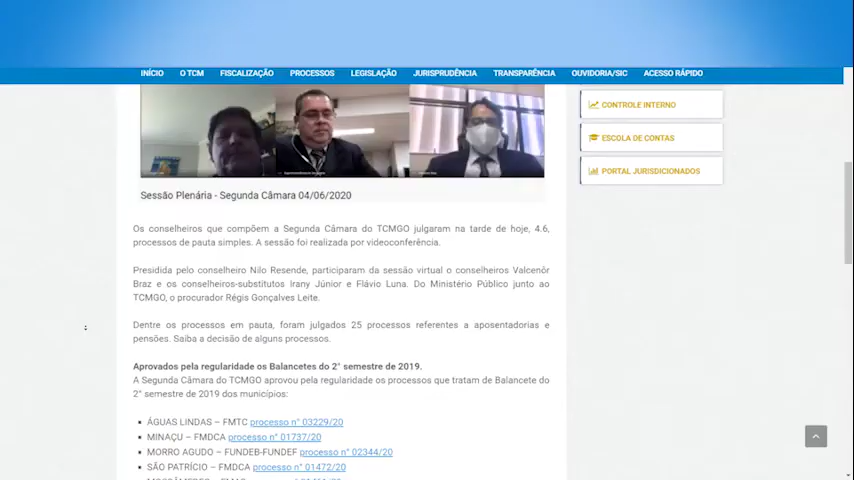 INÍCIO O TCM FISCALIZAÇÃO PROCESSOS LEGISLAÇÃO JURISPRUDÊNCIA TRANSPARÊNCIA OUVIDORIA/SIC ACESSO RÁPIDO
CONTROLE INTERNO
ESCOLA DE CONTAS
PORTAL JURISDICIONADOS
Sessão Plenária - Segunda Câmara 04/06/2020
Os conselheiros que compõem a Segunda Câmara do TCMGO julgaram na tarde de hoje, 4.6,
processos de pauta simples. A sessão foi realizada por videoconferência.
Presidida pelo conselheiro Nilo Resende, participaram da sessão virtual o conselheiros Valcenôr
Braz e os conselheiros-substitutos Irany Júnior e Flávio Luna. Do Ministério Público junto ao
TCMGO, o procurador Régis Gonçalves Leite.
Dentre os processos em pauta, foram julgados 25 processos referentes a aposentadorias e
pensões. Saiba a decisão de alguns processos.
Aprovados pela regularidade os Balancetes do 2° semestre de 2019.
A Segunda Câmara do TCMGO aprovou pela regularidade os processos que tratam de Balancete do
2° semestre de 2019 dos municípios:
ÁGUAS LINDAS – FMTC processo n° 03229/20
MINAÇU – FMDCA processo n° 01737/20
MORRO AGUDO – FUNDEB-FUNDEF processo n° 02344/20
SÃO PATRÍCIO – FMDCA processo n° 01472/20